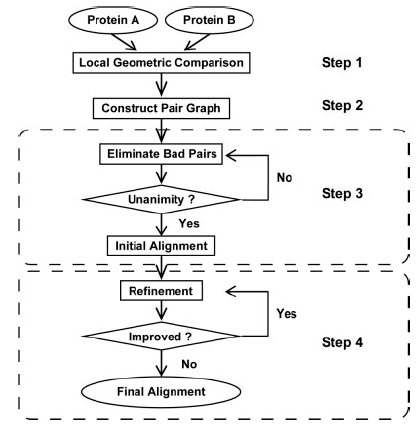 Protein A Protein B
Local Geometric Comparison Step 1
Construct Pair Graph Step 2
Eliminate Bad Pairs
No
Unanimity ? Step 3
Yes
Initial Alignment
Refinement
Yes
Improved ? Step 4
No
Final Alignment